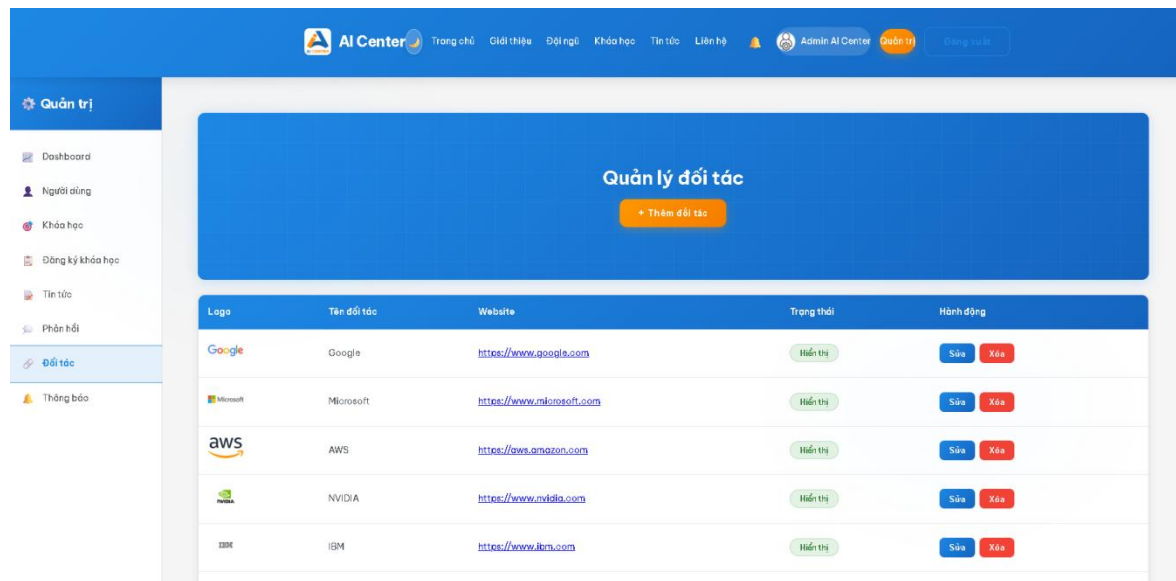 AI Center Trang chủ Giới thiệu Đội ngũ Khóa học Tin tức Liên hệ Admin AI Center Quản trị Đăng xuất
Quản trị
Dashboard
Người dùng
Khóa học
Đăng ký khóa học
Tin tức
Phản hồi
Đối tác
Thông báo
Quản lý đối tác
+ Thêm đối tác
Logo Tên đối tác Website Trạng thái Hành động
Google Google https://www.google.com Hiển thị Sửa Xóa
Microsoft Microsoft https://www.microsoft.com Hiển thị Sửa Xóa
aws AWS https://aws.amazon.com Hiển thị Sửa Xóa
NVIDIA NVIDIA https://www.nvidia.com Hiển thị Sửa Xóa
IBM IBM https://www.ibm.com Hiển thị Sửa Xóa